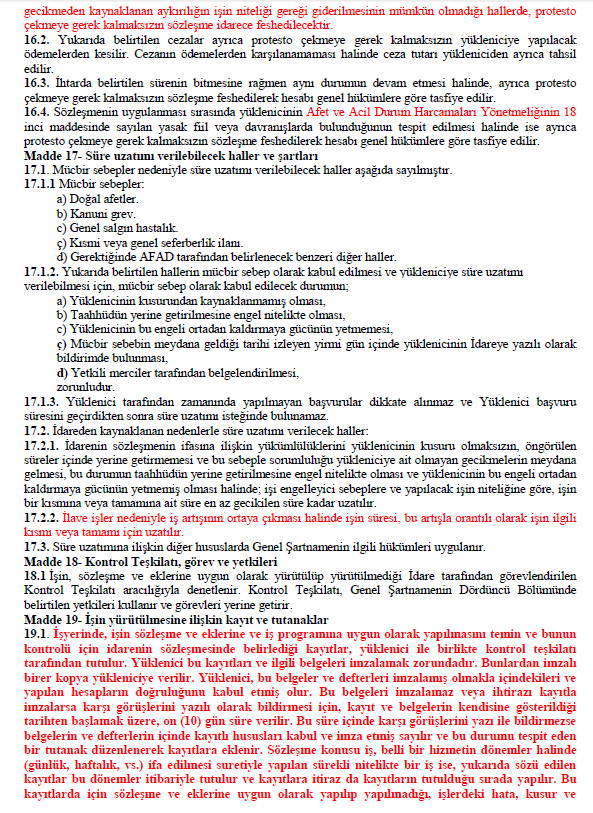 gecikmeden kaynaklanan aykırılığın işin niteliği gereği giderilmesinin mümkün olmadığı hallerde, protesto
çekmeye gerek kalmaksızın sözleşme idarece feshedilecektir.
16.2. Yukarıda belirtilen cezalar ayrıca protesto çekmeye gerek kalmaksızın yükleniciye yapılacak
ödemelerden kesilir. Cezanın ödemelerden karşılanamaması halinde ceza tutarı yükleniciden ayrıca tahsil
edilir.
16.3. İhtarda belirtilen sürenin bitmesine rağmen aynı durumun devam etmesi halinde, ayrıca protesto
çekmeye gerek kalmaksızın sözleşme feshedilerek hesabı genel hükümlere göre tasfiye edilir.
16.4. Sözleşmenin uygulanması sırasında yüklenicinin Afet ve Acil Durum Harcamaları Yönetmeliğinin 18
inci maddesinde sayılan yasak fiil veya davranışlarda bulunduğunun tespit edilmesi halinde ise ayrıca
protesto çekmeye gerek kalmaksızın sözleşme feshedilerek hesabı genel hükümlere göre tasfiye edilir.
Madde 17- Süre uzatımı verilebilecek haller ve şartları
17.1. Mücbir sebepler nedeniyle süre uzatımı verilebilecek haller aşağıda sayılmıştır.
17.1.1 Mücbir sebepler:
a) Doğal afetler.
b) Kanuni grev.
c) Genel salgın hastalık.
ç) Kısmi veya genel seferberlik ilanı.
d) Gerektiğinde AFAD tarafından belirlenecek benzeri diğer haller.
17.1.2. Yukarıda belirtilen hallerin mücbir sebep olarak kabul edilmesi ve yükleniciye süre uzatımı
verilebilmesi için, mücbir sebep olarak kabul edilecek durumun;
a) Yüklenicinin kusurundan kaynaklanmamış olması,
b) Taahhüdün yerine getirilmesine engel nitelikte olması,
c) Yüklenicinin bu engeli ortadan kaldırmaya gücünün yetmemesi,
ç) Mücbir sebebin meydana geldiği tarihi izleyen yirmi gün içinde yüklenicinin İdareye yazılı olarak
bildirimde bulunması,
d) Yetkili merciler tarafından belgelendirilmesi,
zorunludur.
17.1.3. Yüklenici tarafından zamanında yapılmayan başvurular dikkate alınmaz ve Yüklenici başvuru
süresini geçirdikten sonra süre uzatımı isteğinde bulunamaz.
17.2. İdareden kaynaklanan nedenlerle süre uzatımı verilecek haller:
17.2.1. İdarenin sözleşmenin ifasına ilişkin yükümlülüklerini yüklenicinin kusuru olmaksızın, öngörülen
süreler içinde yerine getirmemesi ve bu sebeple sorumluluğu yükleniciye ait olmayan gecikmelerin meydana
gelmesi, bu durumun taahhüdün yerine getirilmesine engel nitelikte olması ve yüklenicinin bu engeli ortadan
kaldırmaya gücünün yetmemiş olması halinde; işi engelleyici sebeplere ve yapılacak işin niteliğine göre, işin
bir kısmına veya tamamına ait süre en az gecikilen süre kadar uzatılır.
17.2.2. İlave işler nedeniyle iş artışının ortaya çıkması halinde işin süresi, bu artışla orantılı olarak işin ilgili
kısmı veya tamamı için uzatılır.
17.3. Süre uzatımına ilişkin diğer hususlarda Genel Şartnamenin ilgili hükümleri uygulanır.
Madde 18- Kontrol Teşkilatı, görev ve yetkileri
18.1 İşin, sözleşme ve eklerine uygun olarak yürütülüp yürütülmediği İdare tarafından görevlendirilen
Kontrol Teşkilatı aracılığıyla denetlenir. Kontrol Teşkilatı, Genel Şartnamenin Dördüncü Bölümünde
belirtilen yetkileri kullanır ve görevleri yerine getirir.
Madde 19- İşin yürütülmesine ilişkin kayıt ve tutanaklar
19.1. İşyerinde, işin sözleşme ve eklerine ve iş programına uygun olarak yapılmasını temin ve bunun
kontrolü için idarenin sözleşmesinde belirlediği kayıtlar, yüklenici ile birlikte kontrol teşkilatı
tarafından tutulur. Yüklenici bu kayıtları ve ilgili belgeleri imzalamak zorundadır. Bunlardan imzalı
birer kopya yükleniciye verilir. Yüklenici, bu belgeler ve defterleri imzalamış olmakla içindekileri ve
yapılan hesapların doğruluğunu kabul etmiş olur. Bu belgeleri imzalamaz veya ihtirazi kayıtla
imzalarsa karşı görüşlerini yazılı olarak bildirmesi için, kayıt ve belgelerin kendisine gösterildiği
tarihten başlamak üzere, on (10) gün süre verilir. Bu süre içinde karşı görüşlerini yazı ile bildirmezse
belgelerin ve defterlerin içinde kayıtlı hususları kabul ve imza etmiş sayılır ve bu durumu tespit eden
bir tutanak düzenlenerek kayıtlara eklenir. Sözleşme konusu iş, belli bir hizmetin dönemler halinde
(günlük, haftalık, vs.) ifa edilmesi suretiyle yapılan sürekli nitelikte bir iş ise, yukarıda sözü edilen
kayıtlar bu dönemler itibariyle tutulur ve kayıtlara itiraz da kayıtların tutulduğu sırada yapılır. Bu
kayıtlarda için sözleşme ve eklerine uygun olarak yapılıp yapılmadığı, işlerdeki hata, kusur ve